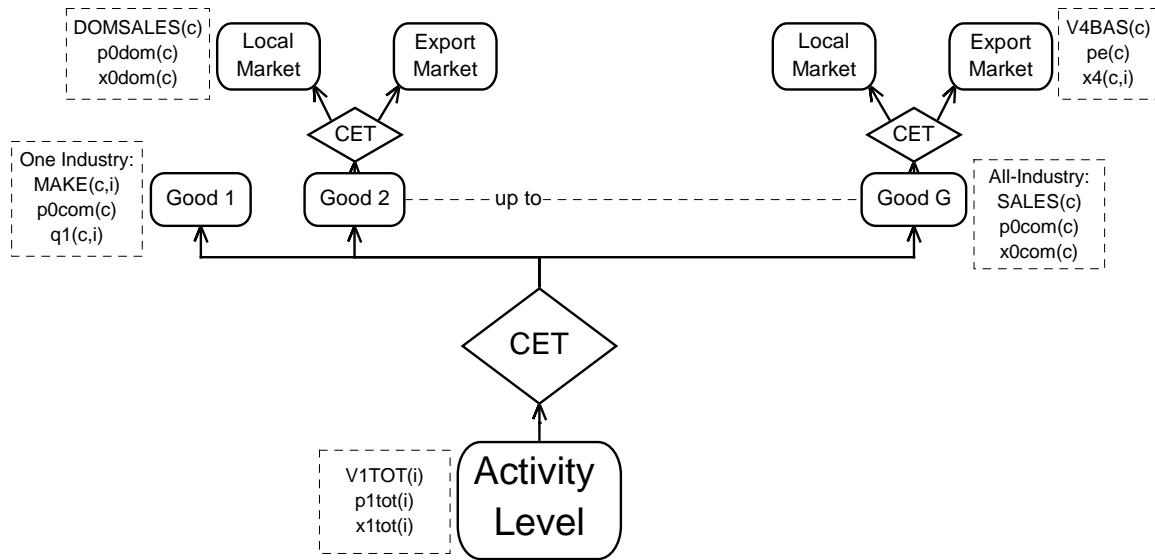 DOMSALES(c)
p0dom(c)
x0dom(c)
Local
Market
Export
Market
Local
Market
Export
Market
V4BAS(c)
pe(c)
x4(c,i)
CET
CET
One Industry:
MAKE(c,i)
p0com(c)
q1(c,i)
Good 1
Good 2
up to
Good G
All-Industry:
SALES(c)
p0com(c)
x0com(c)
CET
V1TOT(i)
p1tot(i)
x1tot(i)
Activity
Level